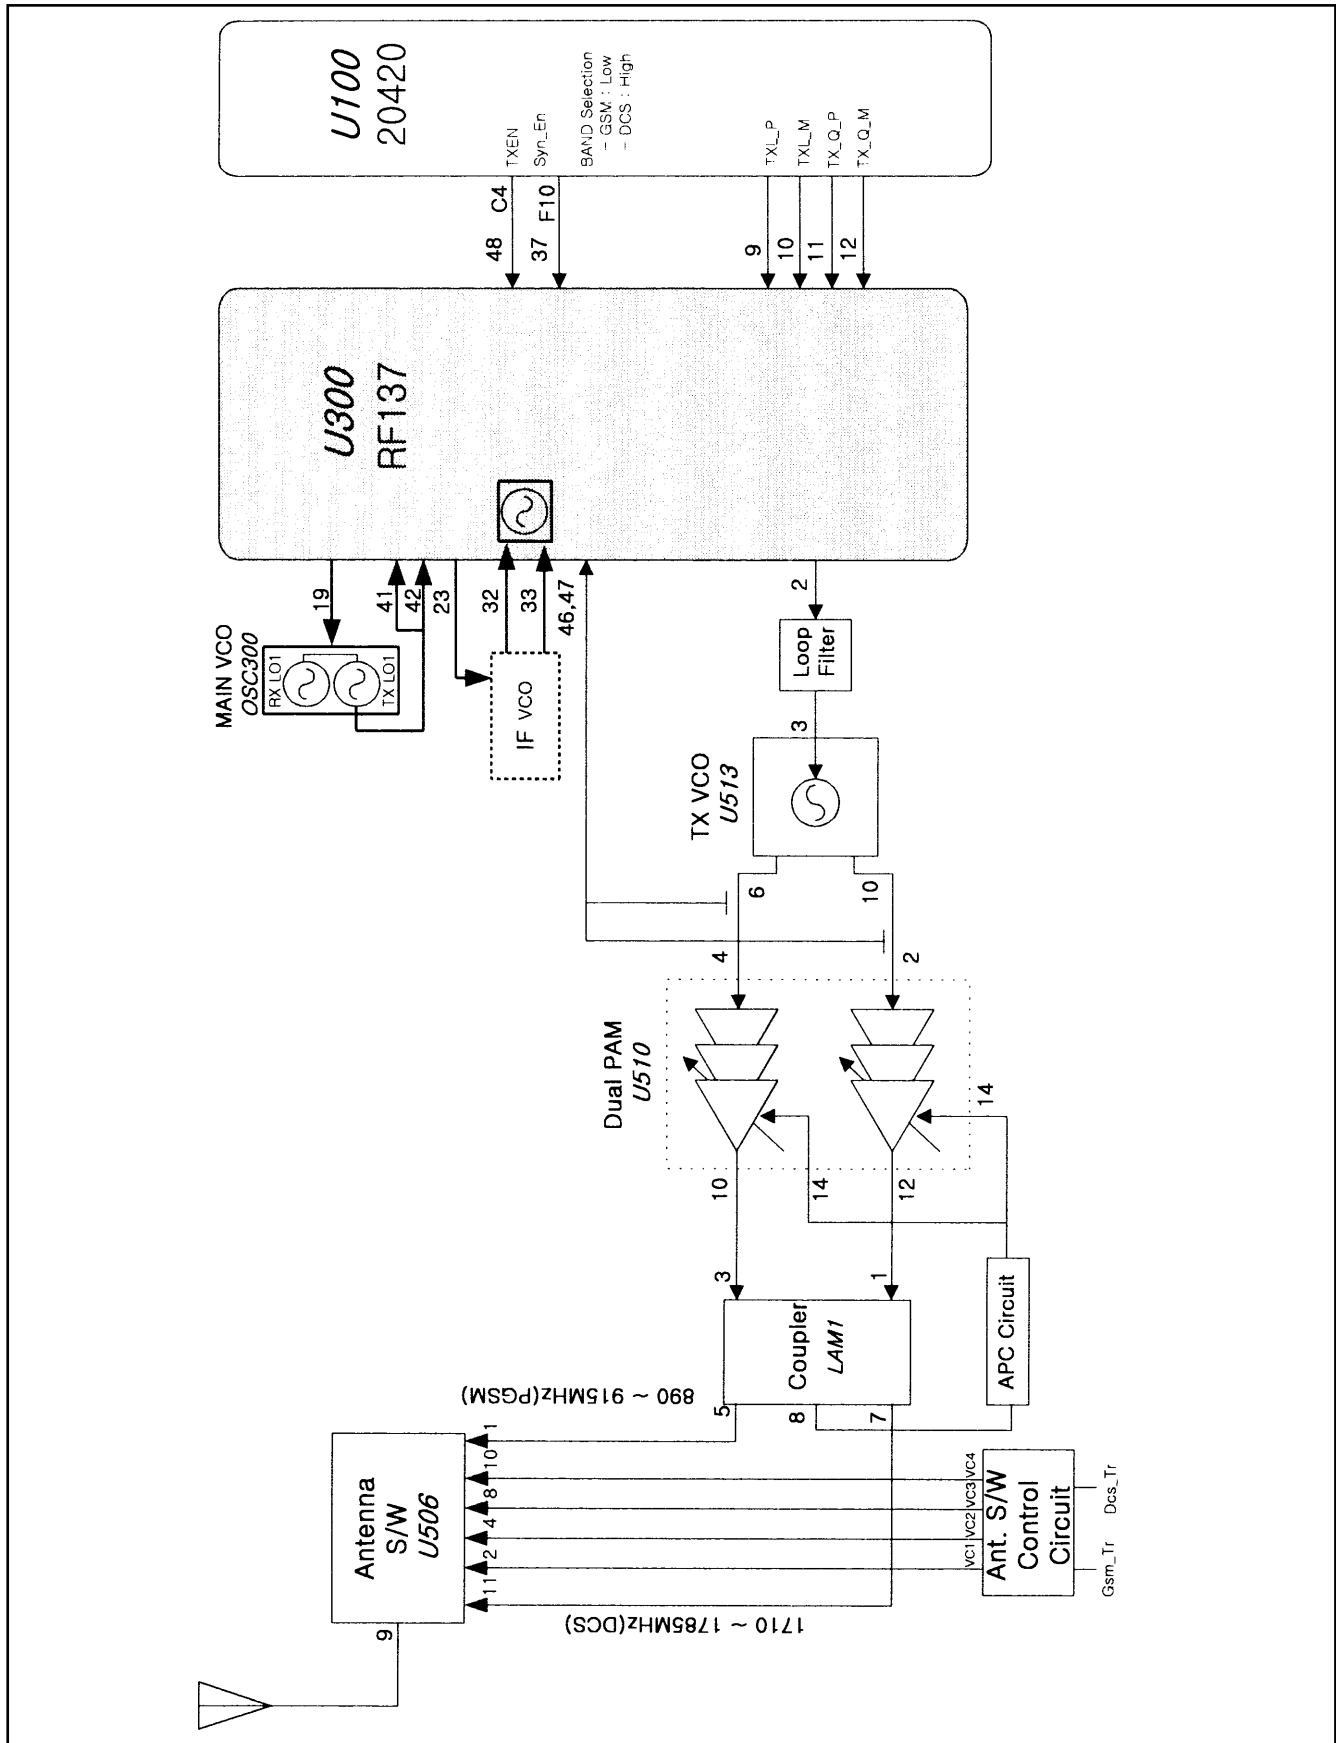 U100
20420
TXEN
Syn_En
BAND Selection
- GSM : Low
- DCS : High
TXI_P
TXI_M
TX_Q_P
TX_Q_M
C4
F10
48
37
9
10
11
12
U300
RF137
19
41
42
23
32
33
46,47
2
MAIN VCO
OSC300
RX LO1
TX LO1
IF VCO
Loop
Filter
3
TX VCO
U513
6
10
4
2
Dual PAM
U510
14
10
14
12
3
1
Coupler
LAM1
APC Circuit
5
8
7
890 ~ 915MHz(PGSM)
1
10
8
4
2
11
Antenna
S/W
U506
9
1710 ~ 1785MHz(DCS)
VC1
VC2
VC3
VC4
Ant. S/W
Control
Circuit
Gsm_Tr
Dcs_Tr